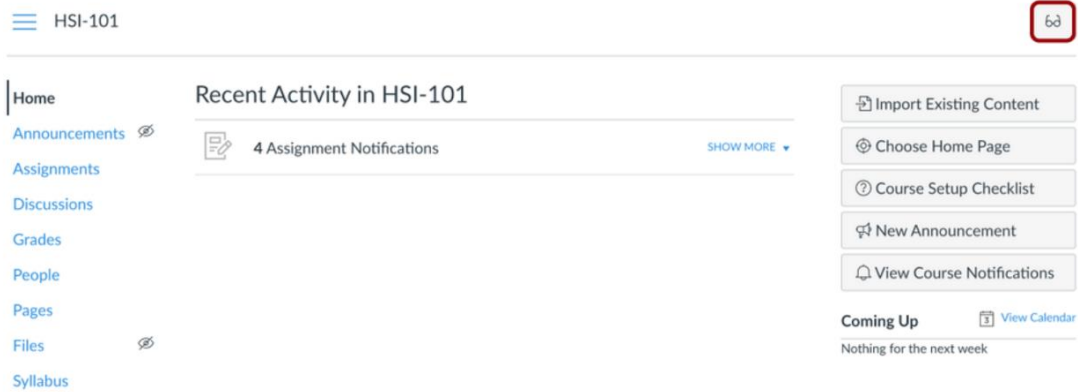 HSI-101
Home
Announcements
Assignments
Discussions
Grades
People
Pages
Files
Syllabus
Recent Activity in HSI-101
4 Assignment Notifications
SHOW MORE
Import Existing Content
Choose Home Page
Course Setup Checklist
New Announcement
View Course Notifications
Coming Up
3 View Calendar
Nothing for the next week